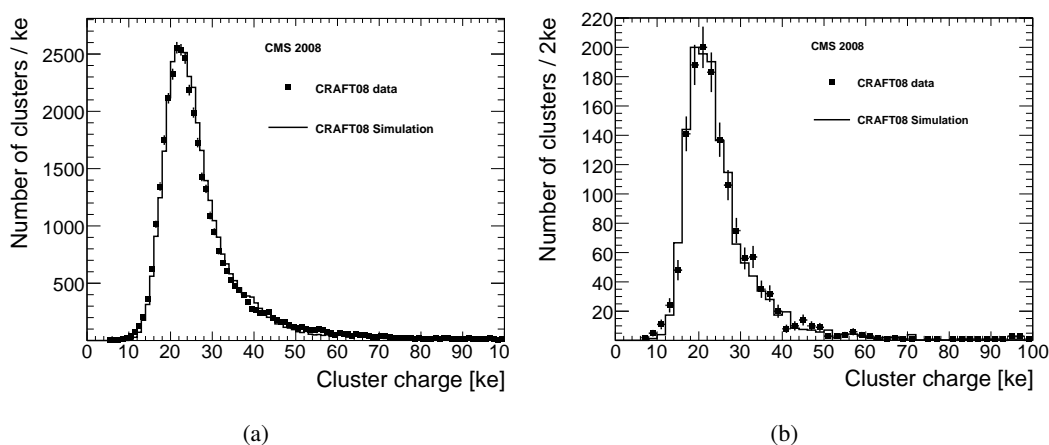 Number of clusters / ke
2500
2000
1500
1000
500
CMS 2008
CRAFT08 data
CRAFT08 Simulation
0 10 20 30 40 50 60 70 80 90 100
Cluster charge [ke]
(a)
Number of clusters / 2ke
220
200
180
160
140
120
100
80
60
40
20
CMS 2008
CRAFT08 data
CRAFT08 Simulation
0 10 20 30 40 50 60 70 80 90 100
Cluster charge [ke]
(b)